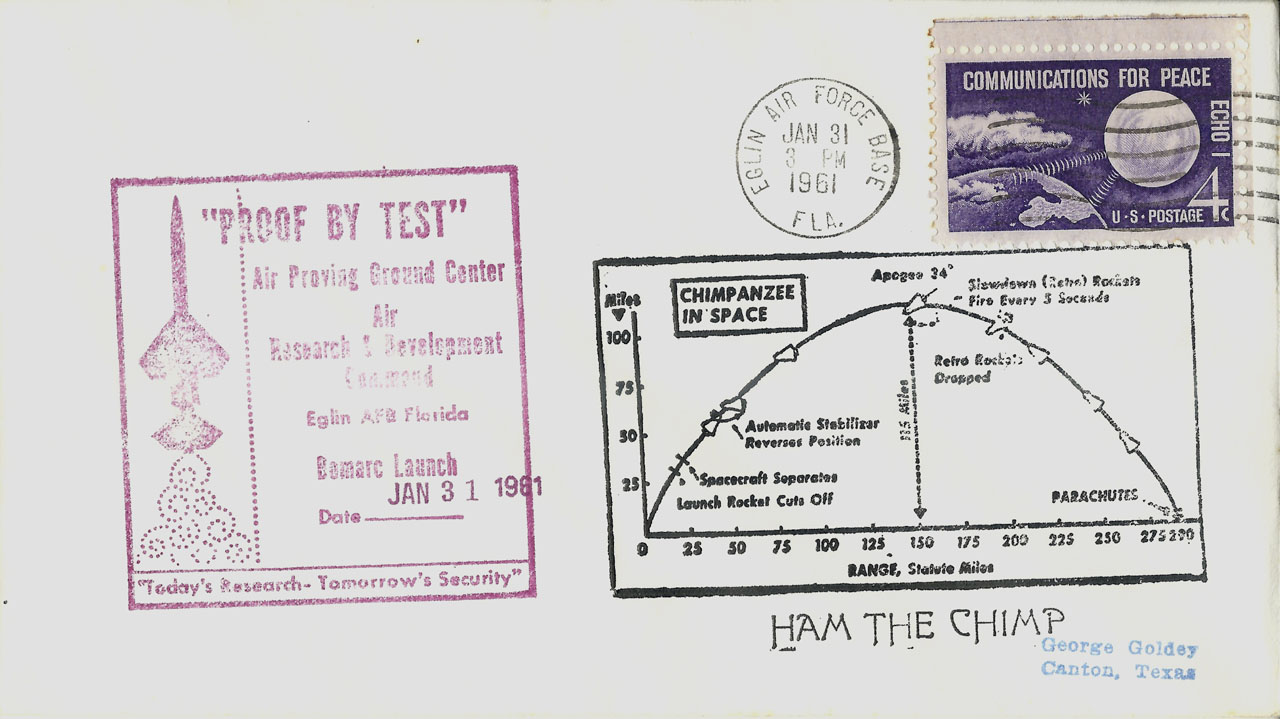 COMMUNICATIONS FOR PEACE
ECHO I
U·S·POSTAGE 4c
EGLIN AIR FORCE BASE
JAN 31
3 PM
1961
FLA.
"PROOF BY TEST"
Air Proving Ground Center
Air
Research & Development
Command
Eglin AFB Florida
Bomarc Launch
JAN 31 1961
Date
"Today's Research- Tomorrow's Security"
CHIMPANZEE
IN SPACE
Miles
100
75
50
25
0 25 50 75 100 125 150 175 200 225 250 275 290
RANGE, Statute Miles
Apogee 34°
Slowdown (Retro) Rockets
Fire Every 5 Seconds
Retro Rockets
Dropped
115 Miles
Automatic Stabilizer
Reverses Position
Spacecraft Separates
Launch Rocket Cuts Off
PARACHUTES
HAM THE CHIMP
George Goldey
Canton, Texas